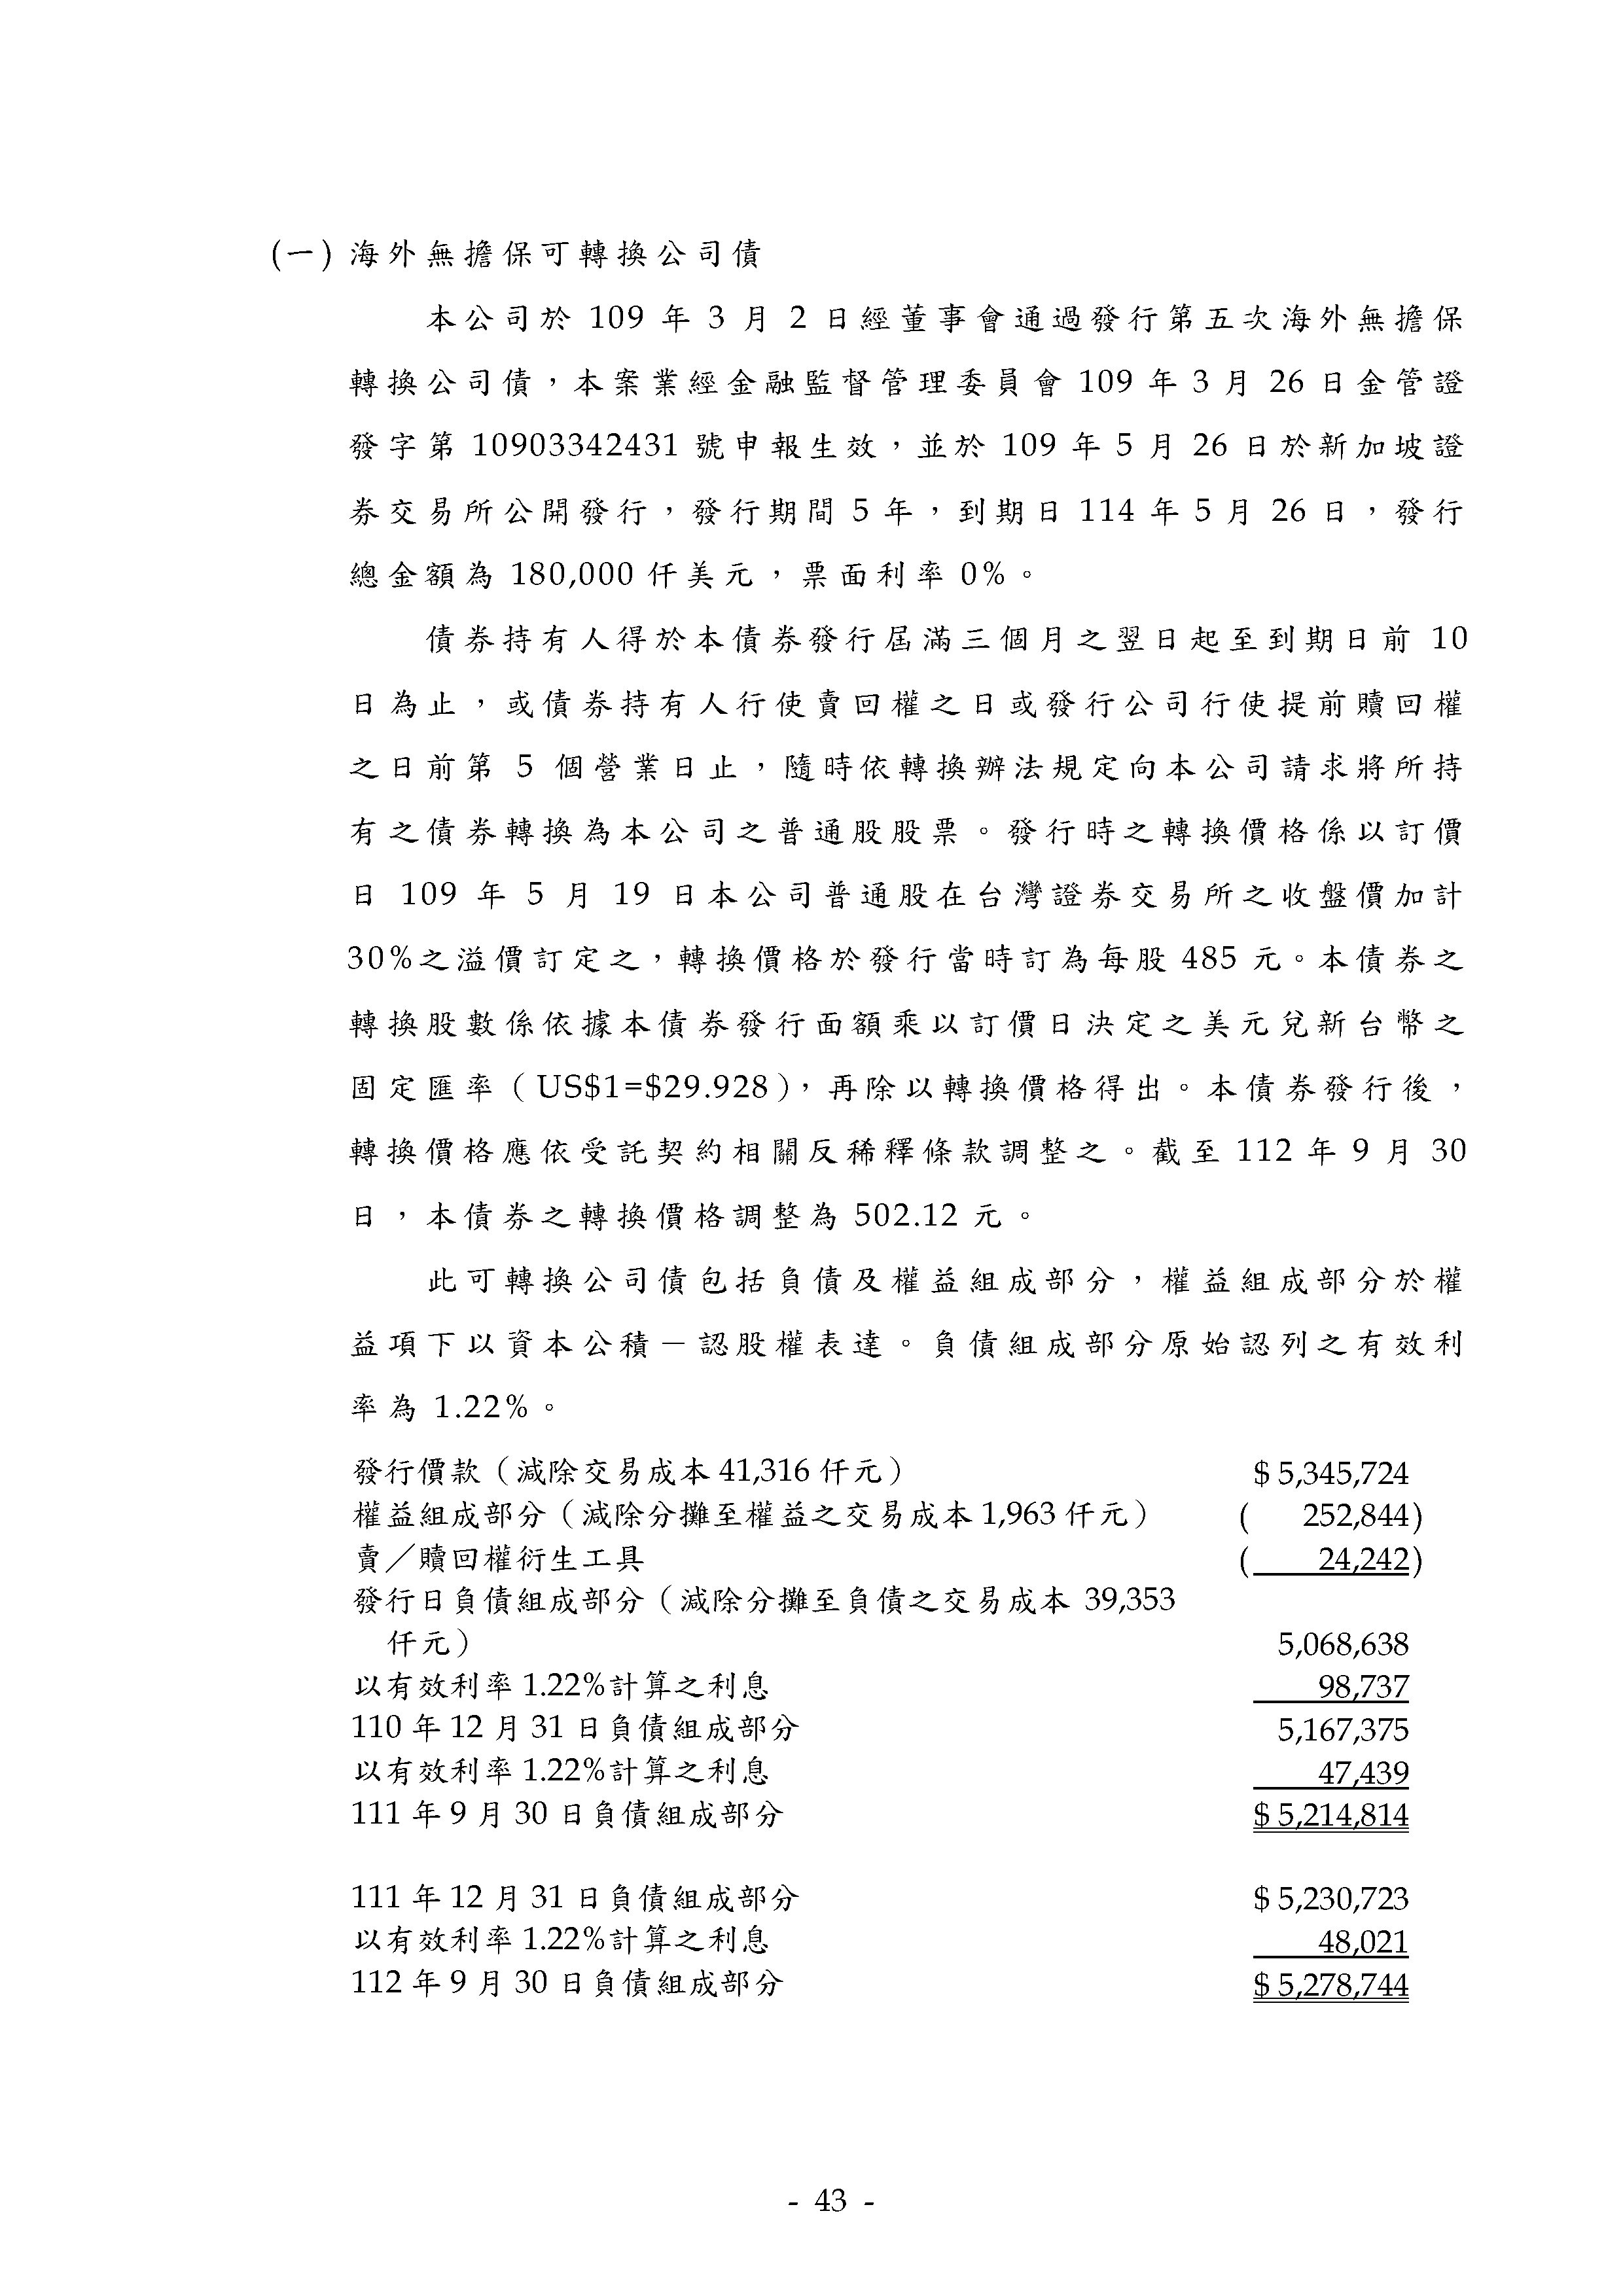 (一) 海外無擔保可轉換公司債
本公司於 109 年 3 月 2 日經董事會通過發行第五次海外無擔保
轉換公司債，本案業經金融監督管理委員會 109 年 3 月 26 日金管證
發字第 10903342431 號申報生效，並於 109 年 5 月 26 日於新加坡證
券交易所公開發行，發行期間 5 年，到期日 114 年 5 月 26 日，發行
總金額為 180,000 仟美元，票面利率 0%。
債券持有人得於本債券發行屆滿三個月之翌日起至到期日前 10
日為止，或債券持有人行使賣回權之日或發行公司行使提前贖回權
之日前第 5 個營業日止，隨時依轉換辦法規定向本公司請求將所持
有之債券轉換為本公司之普通股股票。發行時之轉換價格係以訂價
日 109 年 5 月 19 日本公司普通股在台灣證券交易所之收盤價加計
30%之溢價訂定之，轉換價格於發行當時訂為每股 485 元。本債券之
轉換股數係依據本債券發行面額乘以訂價日決定之美元兌新台幣之
固定匯率（US$1=$29.928），再除以轉換價格得出。本債券發行後，
轉換價格應依受託契約相關反稀釋條款調整之。截至 112 年 9 月 30
日，本債券之轉換價格調整為 502.12 元。
此可轉換公司債包括負債及權益組成部分，權益組成部分於權
益項下以資本公積－認股權表達。負債組成部分原始認列之有效利
率為 1.22%。
發行價款（減除交易成本 41,316 仟元） $ 5,345,724
權益組成部分（減除分攤至權益之交易成本 1,963 仟元） ( 252,844)
賣／贖回權衍生工具 ( 24,242)
發行日負債組成部分（減除分攤至負債之交易成本 39,353
仟元） 5,068,638
以有效利率 1.22%計算之利息 98,737
110 年 12 月 31 日負債組成部分 5,167,375
以有效利率 1.22%計算之利息 47,439
111 年 9 月 30 日負債組成部分 $ 5,214,814
111 年 12 月 31 日負債組成部分 $ 5,230,723
以有效利率 1.22%計算之利息 48,021
112 年 9 月 30 日負債組成部分 $ 5,278,744
- 43 -